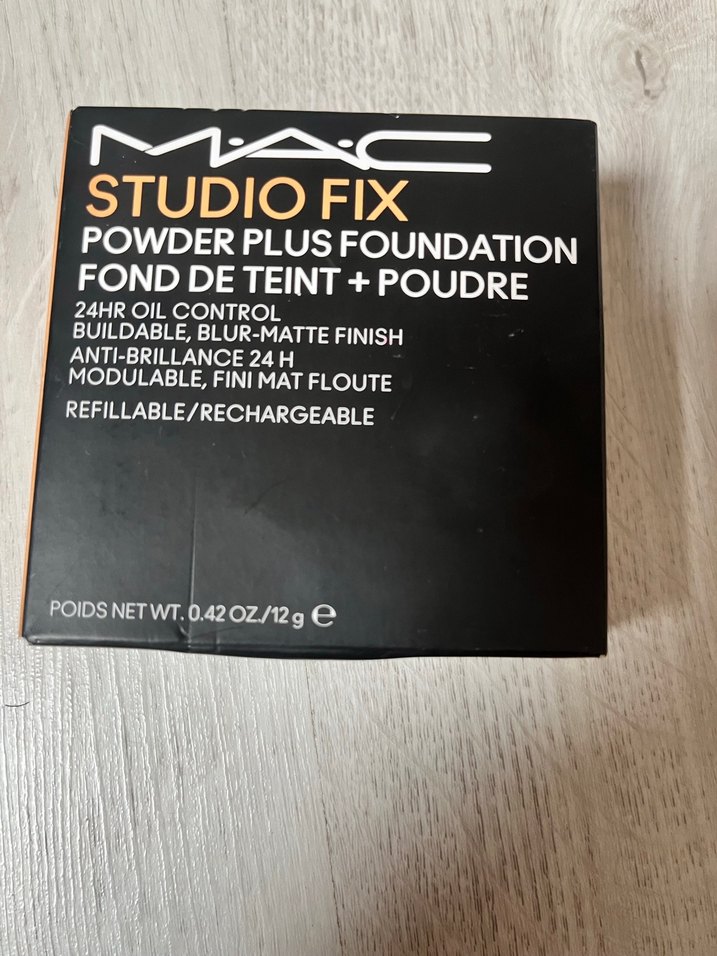 M·A·C
STUDIO FIX
POWDER PLUS FOUNDATION
FOND DE TEINT + POUDRE
24HR OIL CONTROL
BUILDABLE, BLUR-MATTE FINISH
ANTI-BRILLANCE 24 H
MODULABLE, FINI MAT FLOUTE
REFILLABLE/RECHARGEABLE
POIDS NET WT. 0.42 OZ./12 g ℮